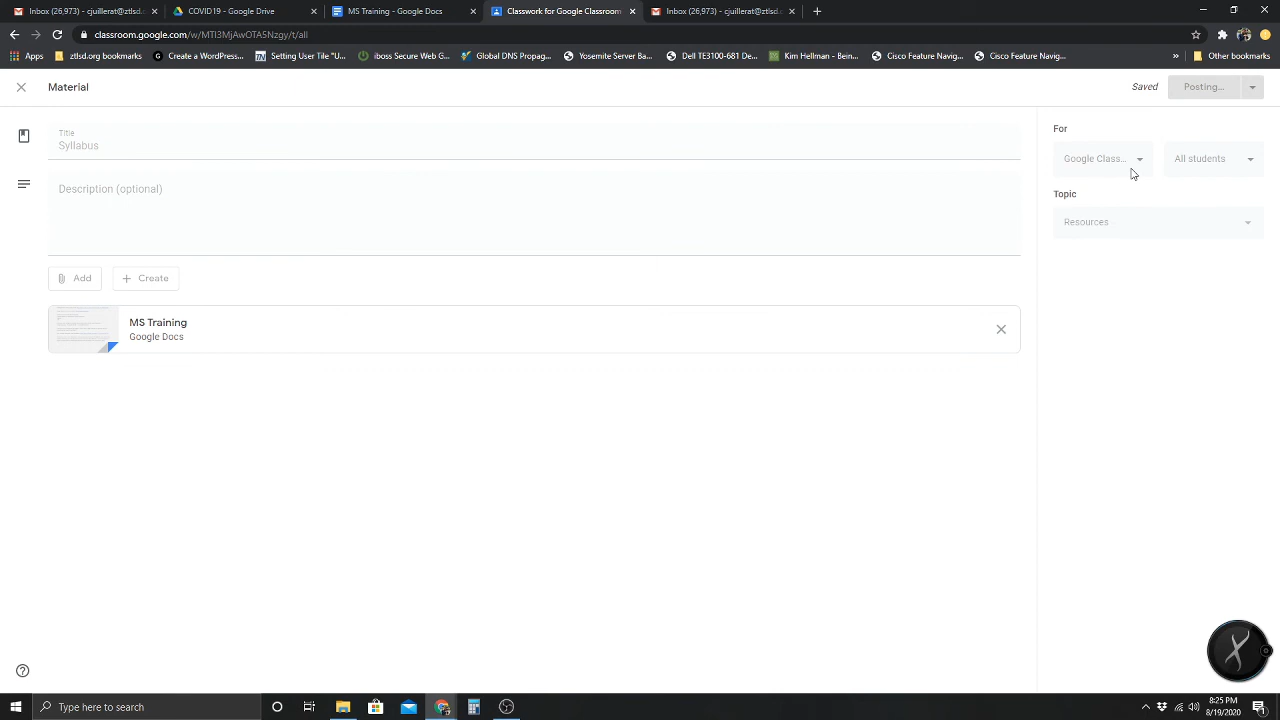 Inbox (26,973) - cjuillerat@ztlsd.
COVID19 - Google Drive
MS Training - Google Docs
Classwork for Google Classroom
Inbox (26,973) - cjuillerat@ztlsd.
classroom.google.com/w/MTI3MjAwOTA5Nzgy/t/all
Apps
ztlsd.org bookmarks
Create a WordPress...
Setting User Tile "U...
iboss Secure Web G...
Global DNS Propag...
Yosemite Server Ba...
Dell TE3100-681 De...
Kim Hellman - Bein...
Cisco Feature Navig...
Cisco Feature Navig...
»
Other bookmarks
Material
Saved
Posting...
Title
Syllabus
Description (optional)
Add
Create
MS Training
Google Docs
For
Google Class...
All students
Topic
Resources
Type here to search
8:25 PM
8/19/2020